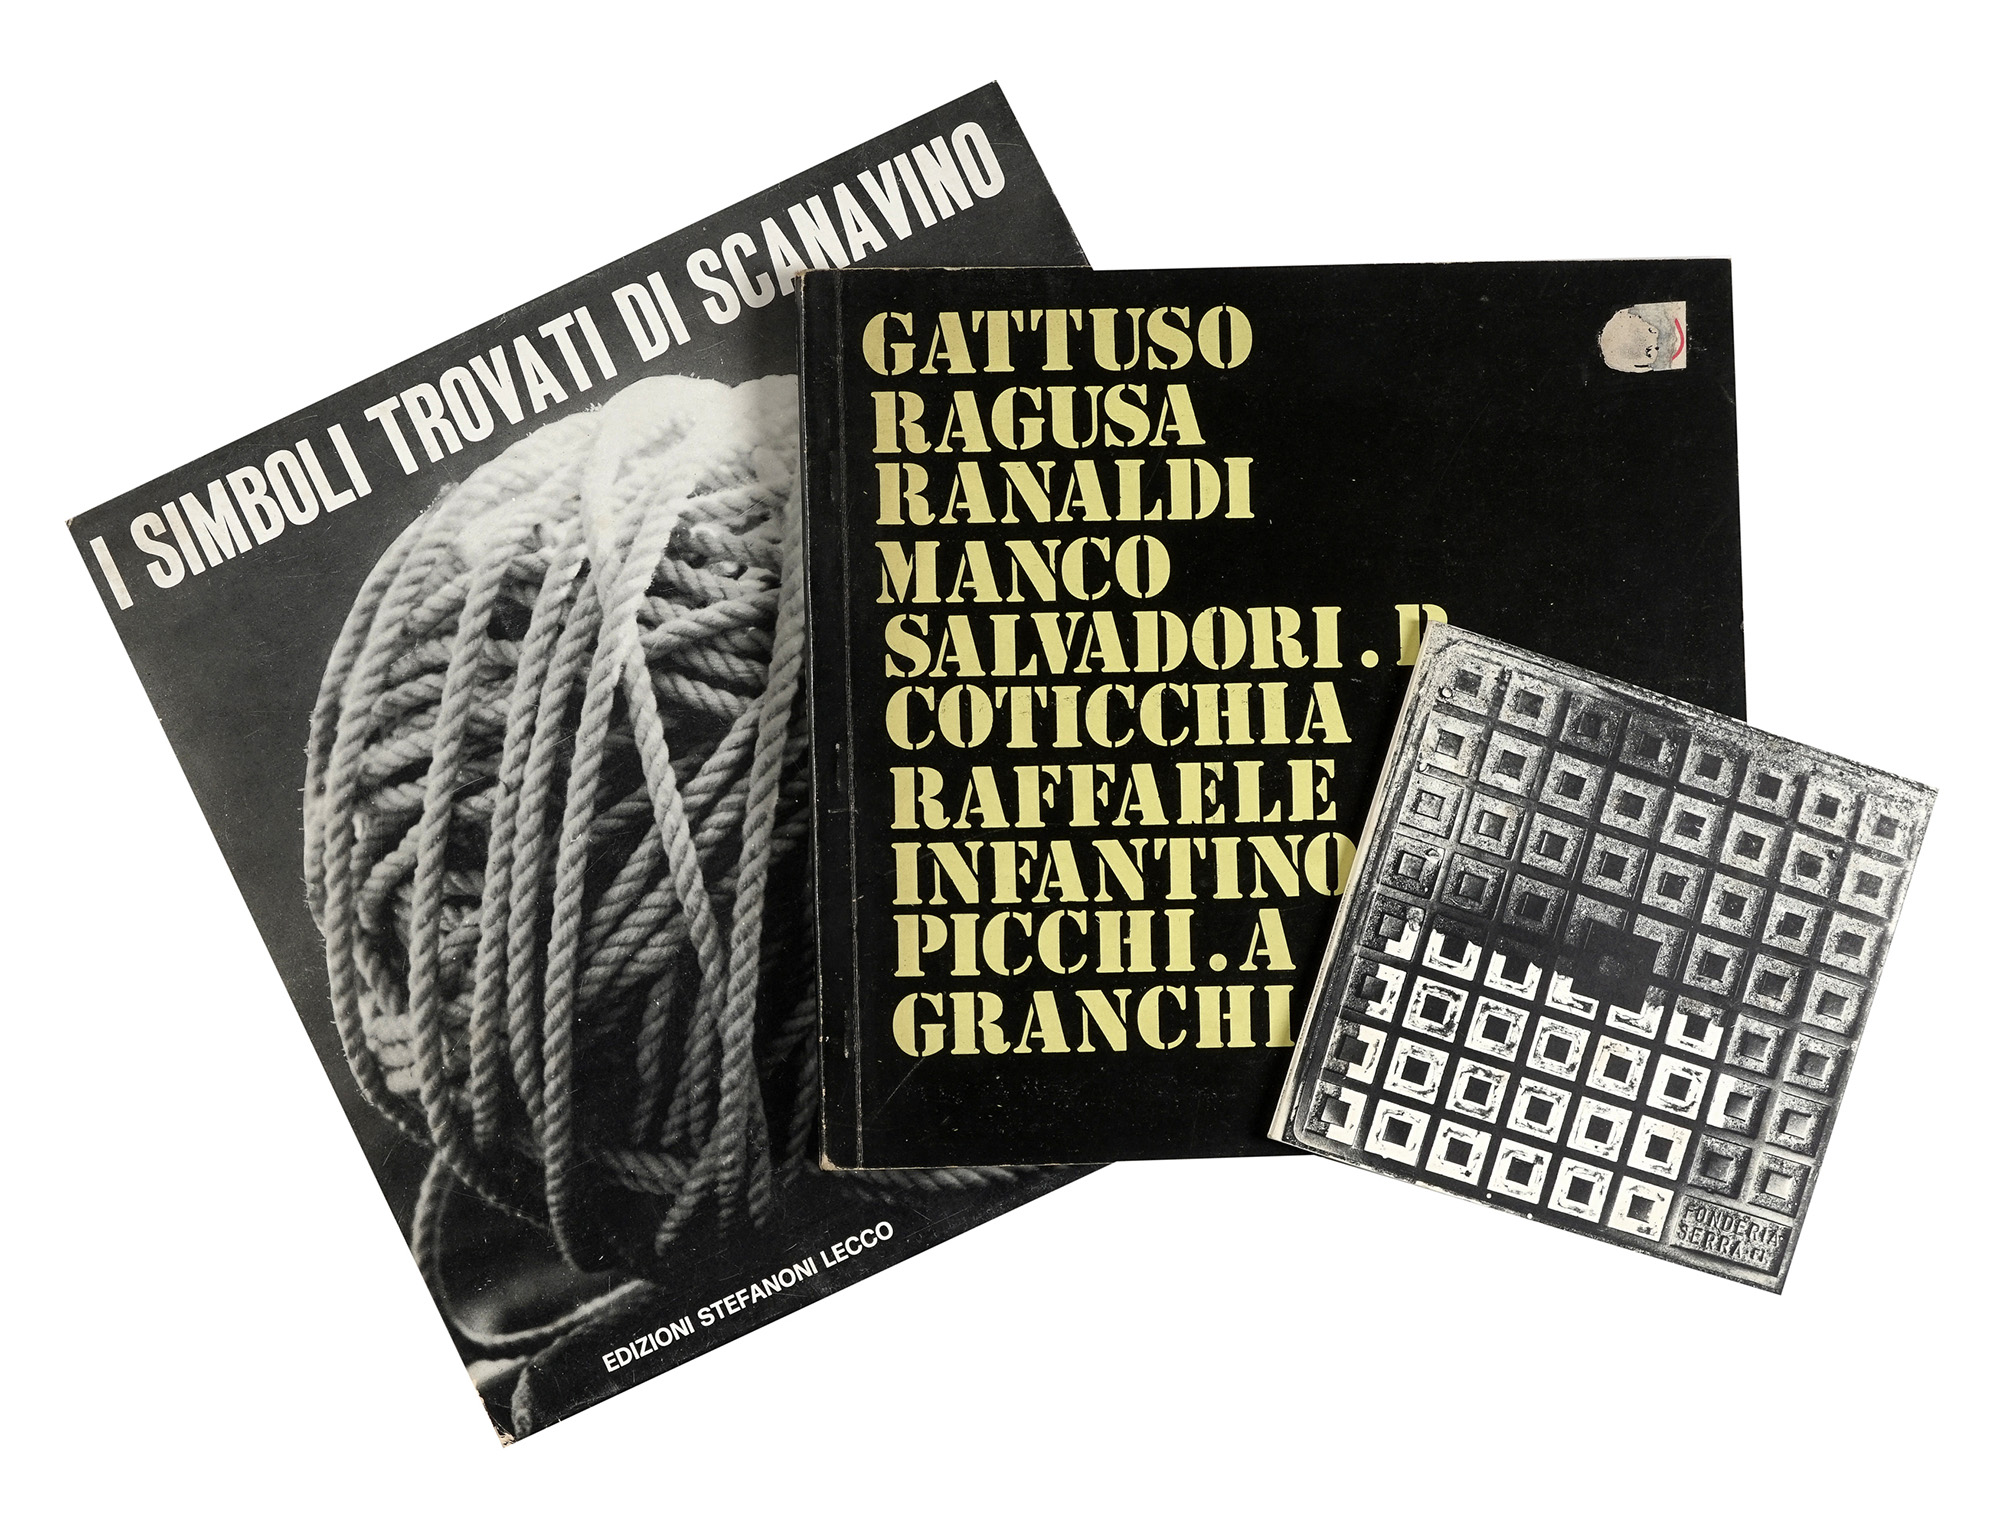 I SIMBOLI TROVATI DI SCANAVINO
EDIZIONI STEFANONI LECCO
GATTUSO
RAGUSA
RANALDI
MANCO
SALVADORI.
COTICCHIA
RAFFAELE
INFANTINO
PICCHI.A
GRANCHI
FONDERIA